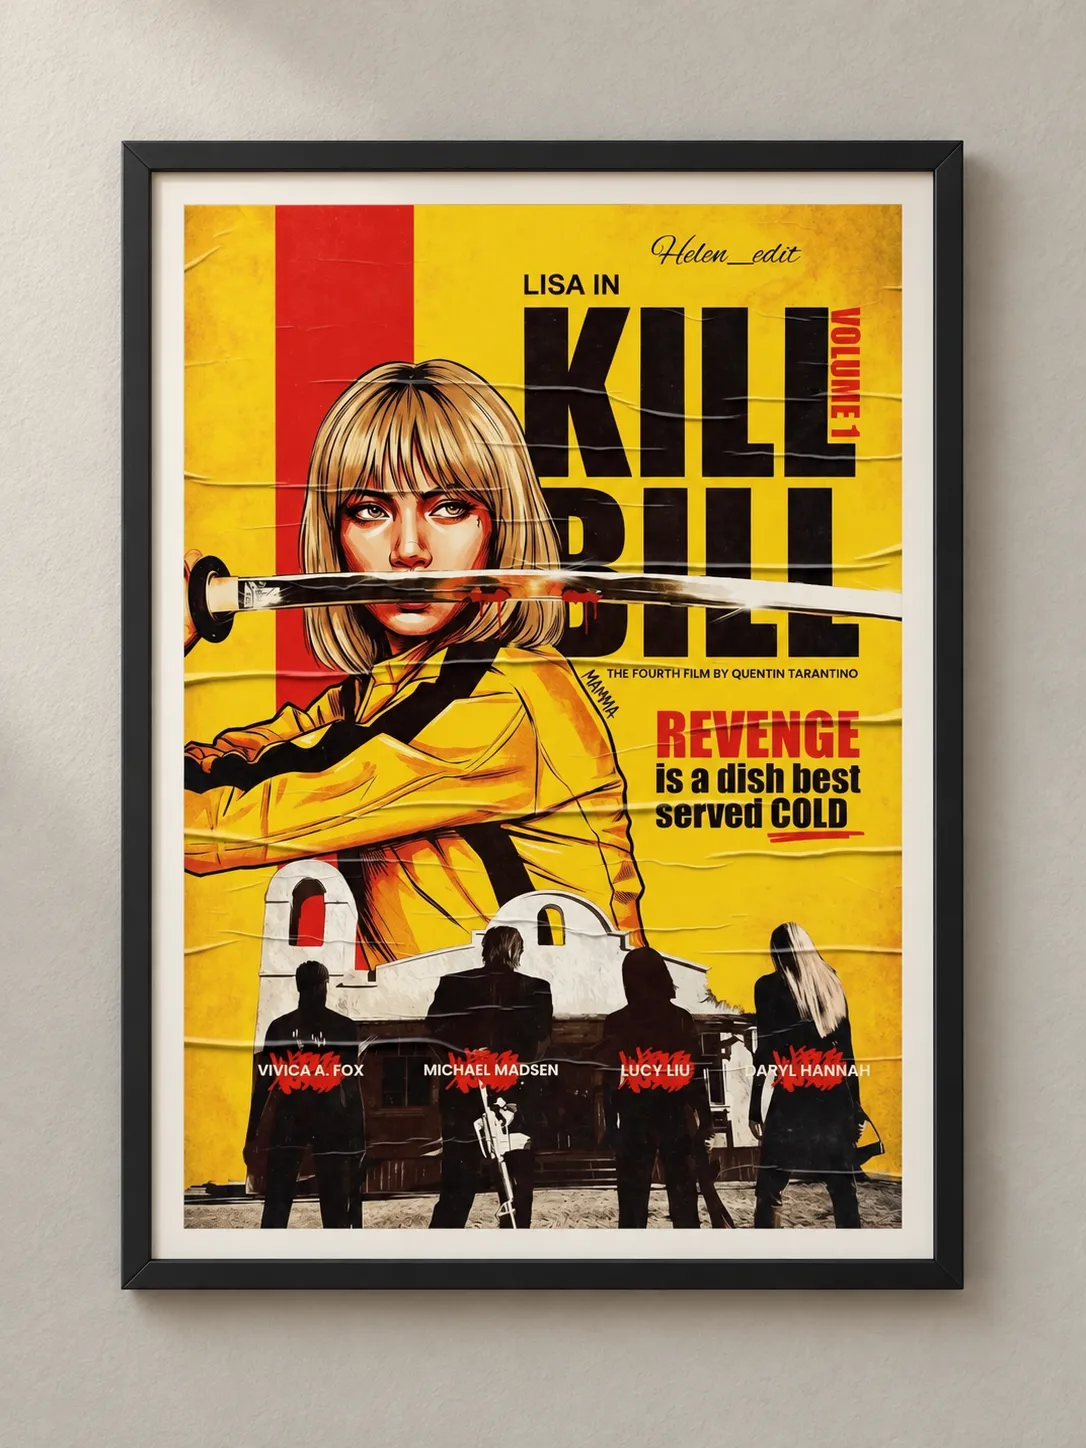 Helen_edit
LISA IN
KILL
VOLUME 1
BILL
THE FOURTH FILM BY QUENTIN TARANTINO
MAMMA
REVENGE
is a dish best
served COLD
VIVICA A. FOX
MICHAEL MADSEN
LUCY LIU
DARYL HANNAH